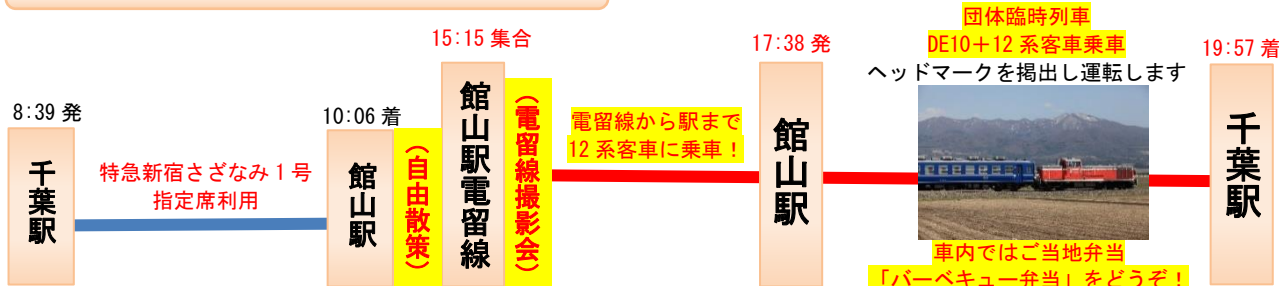 8:39 発
千葉駅
特急新宿さざなみ 1 号
指定席利用
10:06 着
館山駅
(自由散策)
15:15 集合
館山駅電留線
(電留線撮影会)
電留線から駅まで
12 系客車に乗車！
17:38 発
館山駅
団体臨時列車
DE10＋12 系客車乗車
ヘッドマークを掲出し運転します
車内ではご当地弁当
「バーベキュー弁当」をどうぞ！
19:57 着
千葉駅